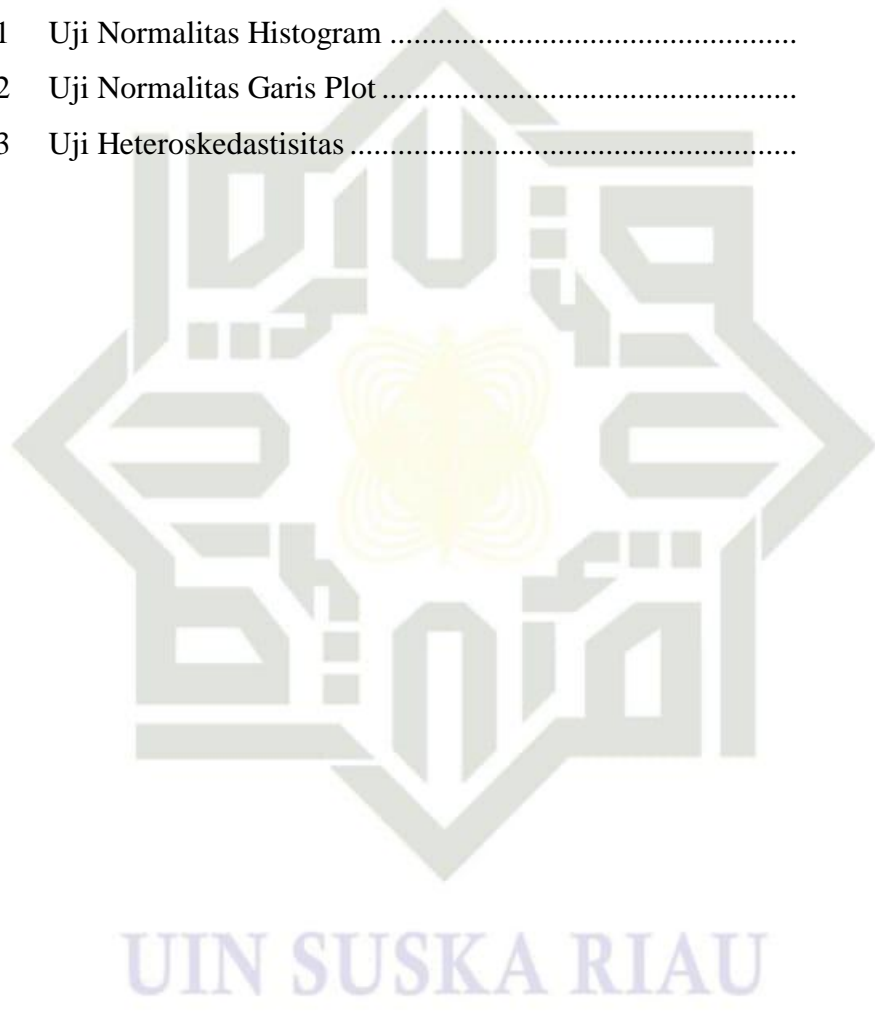 1 Uji Normalitas Histogram ..................................................
2 Uji Normalitas Garis Plot ...................................................
3 Uji Heteroskedastisitas .......................................................
UIN SUSKA RIAU